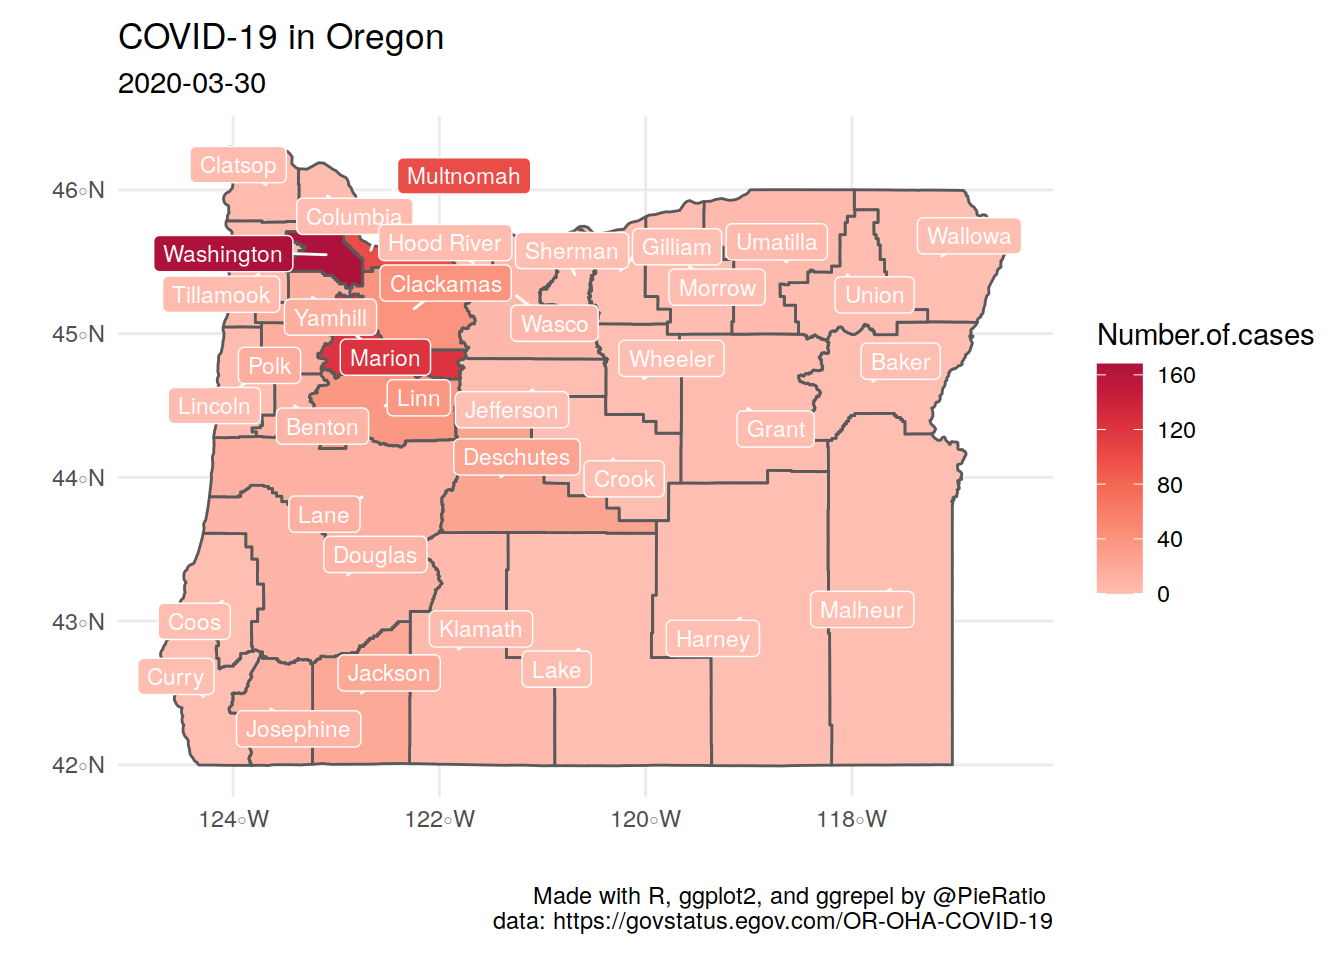 COVID-19 in Oregon
2020-03-30
Clatsop
Multnomah
46◦N
Columbia
Wallowa
Hood River
Sherman
Gilliam
Umatilla
Washington
Clackamas
Morrow
Tillamook
Union
Yamhill
Wasco
45◦N
Number.of.cases
Marion
Wheeler
Baker
Polk
160
Linn
Lincoln
Jefferson
120
Benton
Grant
Deschutes
44◦N
Crook
80
Lane
40
Douglas
0
Malheur
43◦N
Coos
Klamath
Harney
Lake
Curry
Jackson
Josephine
42◦N
124◦W
122◦W
120◦W
118◦W
Made with R, ggplot2, and ggrepel by @PieRatio
data: https://govstatus.egov.com/OR-OHA-COVID-19